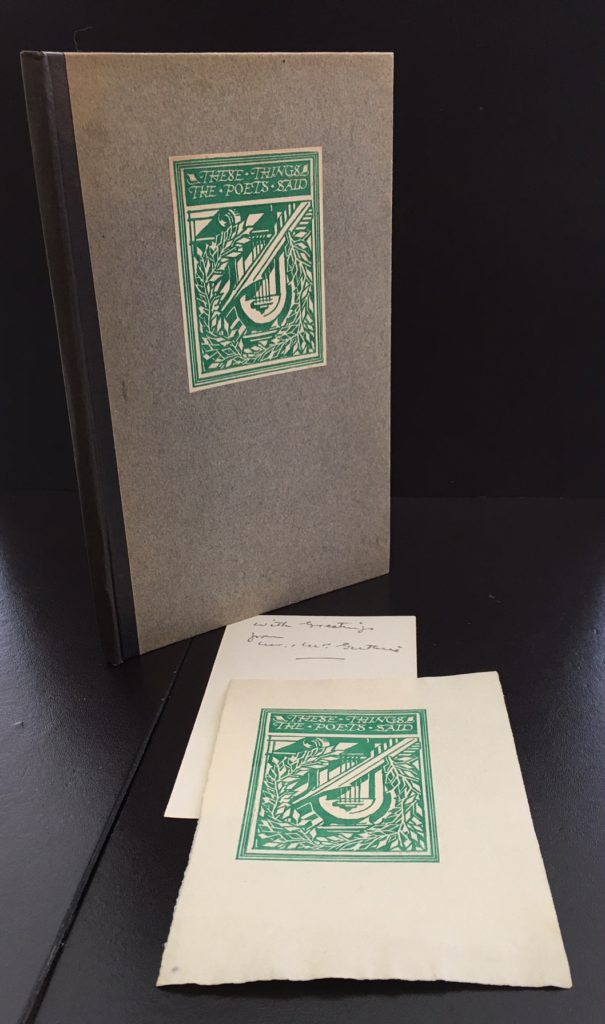 THESE · THINGS
THE · POETS · SAID
With Greetings
from
Mr. & Mrs. Guthrie
THESE · THINGS
THE · POETS · SAID